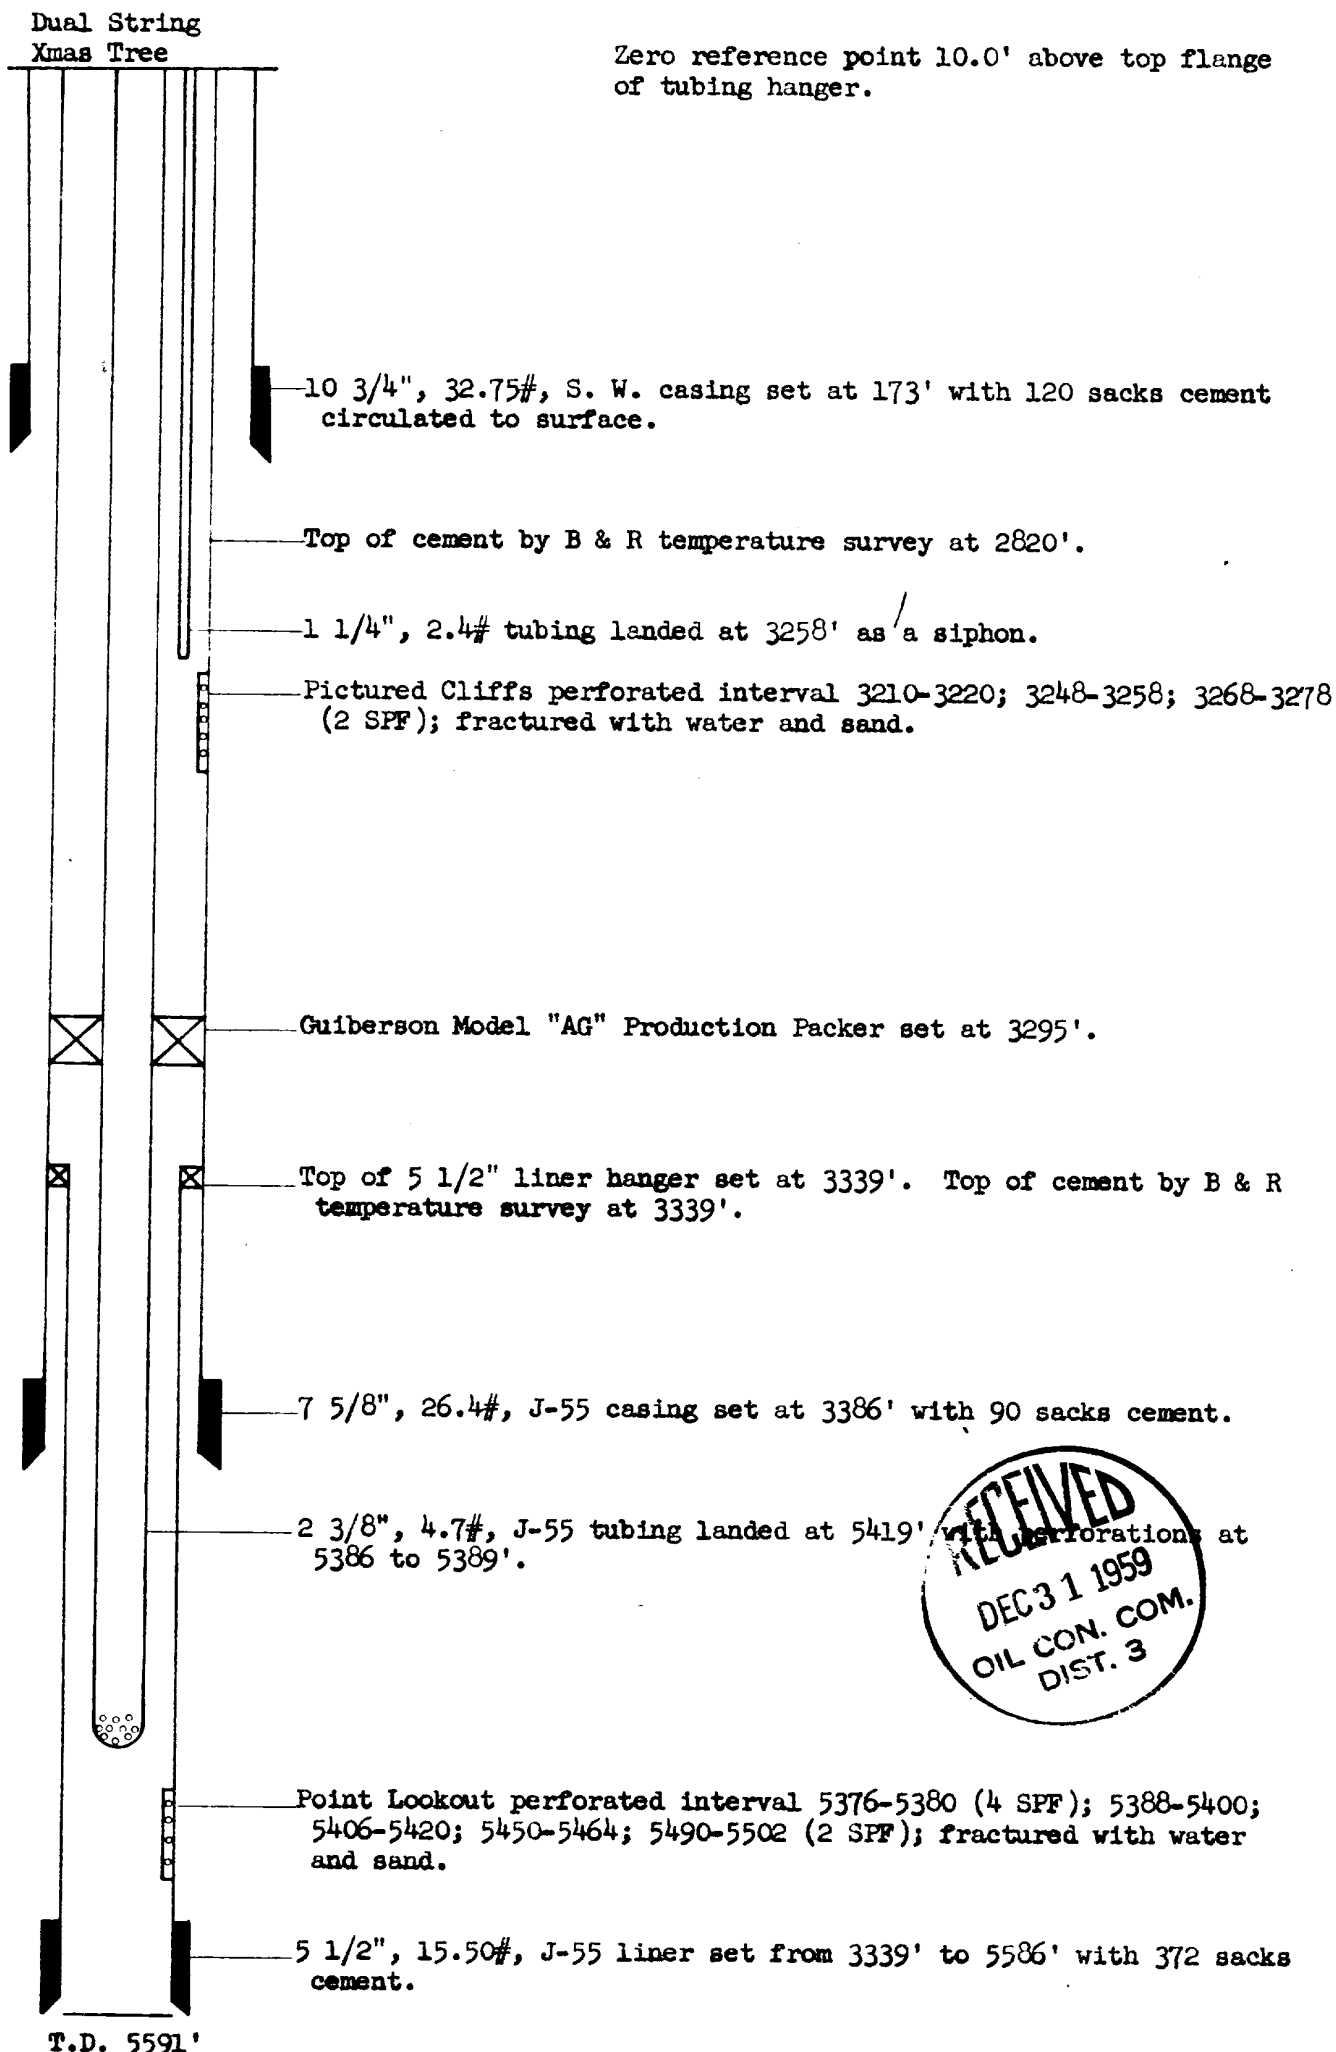 Dual String
Xmas Tree
Zero reference point 10.0' above top flange
of tubing hanger.
10 3/4", 32.75#, S. W. casing set at 173' with 120 sacks cement
circulated to surface.
Top of cement by B & R temperature survey at 2820'.
1 1/4", 2.4# tubing landed at 3258' as a siphon.
Pictured Cliffs perforated interval 3210-3220; 3248-3258; 3268-3278
(2 SPF); fractured with water and sand.
Guiberson Model "AG" Production Packer set at 3295'.
Top of 5 1/2" liner hanger set at 3339'. Top of cement by B & R
temperature survey at 3339'.
7 5/8", 26.4#, J-55 casing set at 3386' with 90 sacks cement.
2 3/8", 4.7#, J-55 tubing landed at 5419' with perforations at
5386 to 5389'.
RECEIVED
DEC 31 1959
OIL CON. COM.
DIST. 3
Point Lookout perforated interval 5376-5380 (4 SPF); 5388-5400;
5406-5420; 5450-5464; 5490-5502 (2 SPF); fractured with water
and sand.
5 1/2", 15.50#, J-55 liner set from 3339' to 5586' with 372 sacks
cement.
T.D. 5591'